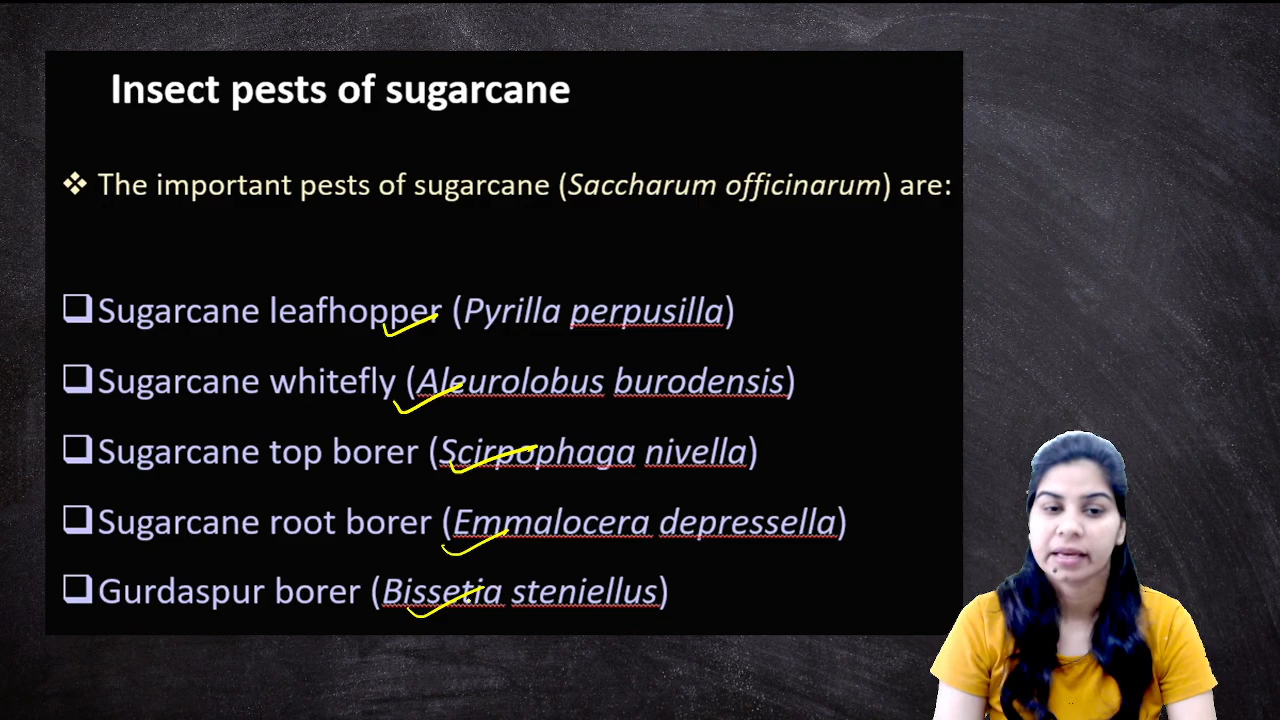 Insect pests of sugarcane
❖ The important pests of sugarcane (Saccharum officinarum) are:
❑ Sugarcane leafhopper (Pyrilla perpusilla)
❑ Sugarcane whitefly (Aleurolobus burodensis)
❑ Sugarcane top borer (Scirpophaga nivella)
❑ Sugarcane root borer (Emmalocera depressella)
❑ Gurdaspur borer (Bissetia steniellus)